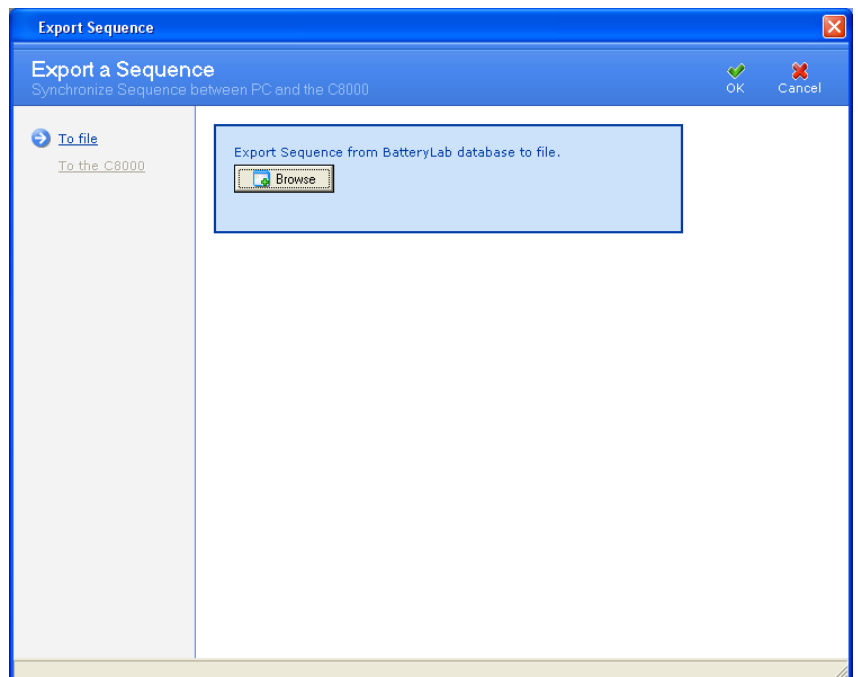 Export Sequence
Export a Sequence
Synchronize Sequence between PC and the C8000
OK
Cancel
To file
To the C8000
Export Sequence from BatteryLab database to file.
Browse